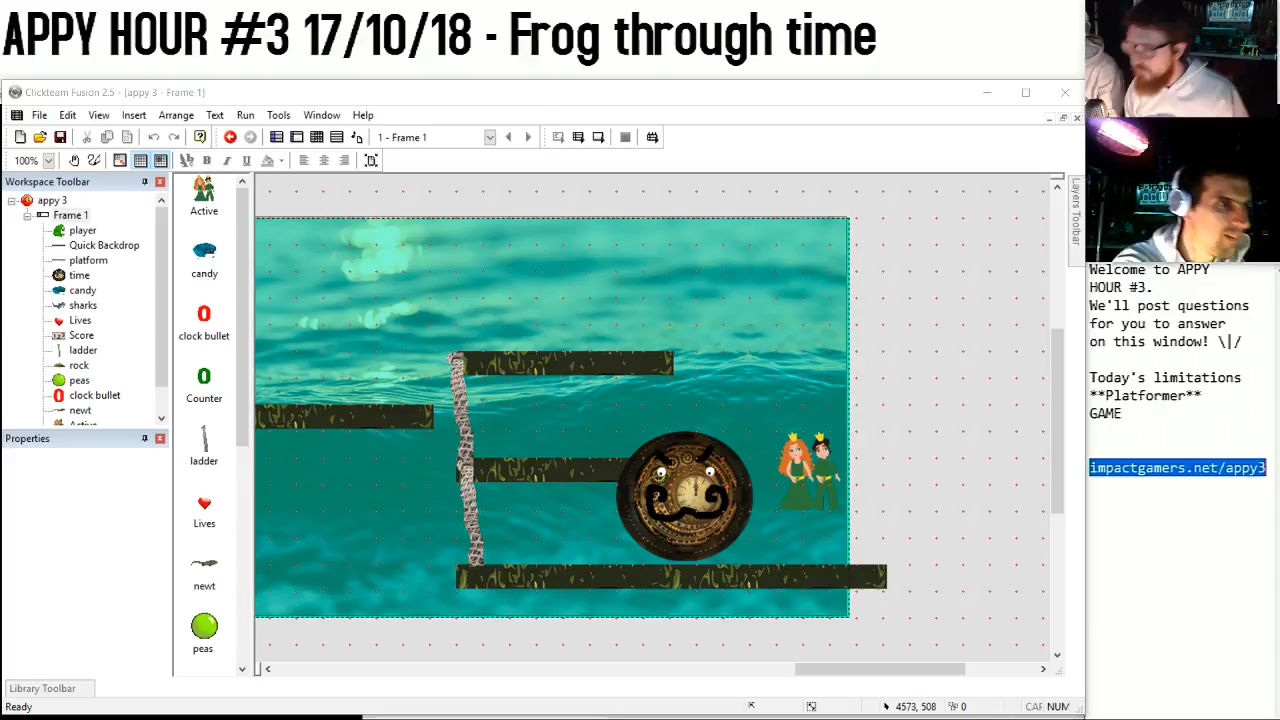 APPY HOUR #3 17/10/18 - Frog through time
Clickteam Fusion 2.5 - [appy 3 - Frame 1]
File Edit View Insert Arrange Text Run Tools Window Help
1 - Frame 1
100%
B I U
Workspace Toolbar
appy 3
Frame 1
player
Quick Backdrop
platform
time
candy
sharks
Lives
Score
ladder
rock
peas
clock bullet
newt
Active
Properties
Library Toolbar
Ready
Active
candy
0
clock bullet
0
Counter
ladder
Lives
newt
peas
Layers Toolbar
4573, 508
0
CAP NUM
Welcome to APPY
HOUR #3.
We'll post questions
for you to answer
on this window! \|/
Today's limitations
**Platformer**
GAME
impactgamers.net/appy3